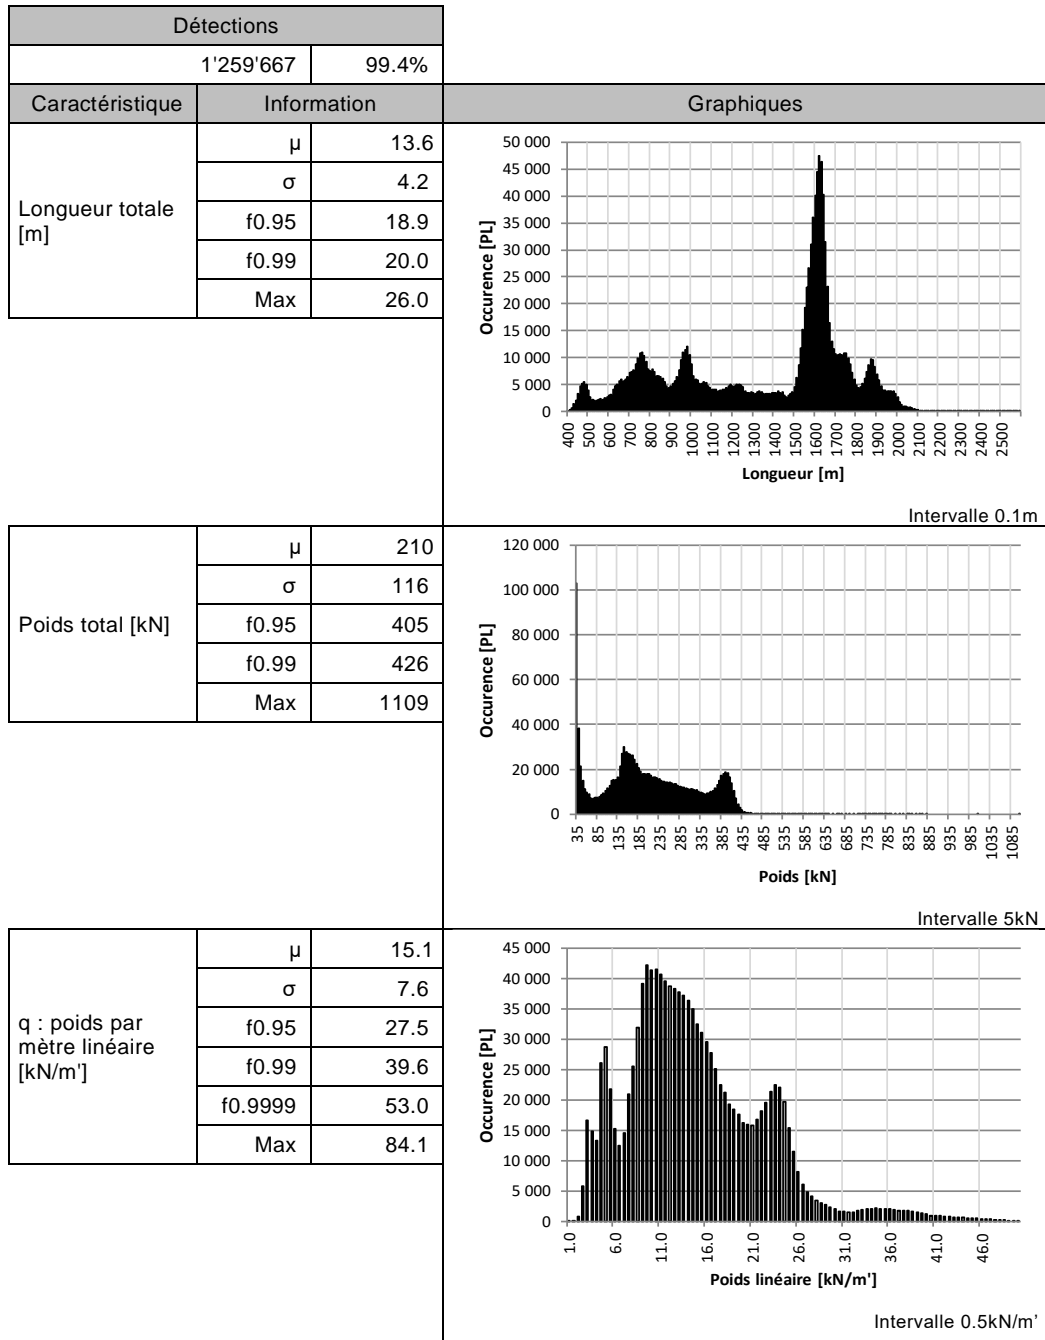 Détections
1'259'667 99.4%
Caractéristique Information Graphiques
Longueur totale
[m]
µ 13.6
σ 4.2
f0.95 18.9
f0.99 20.0
Max 26.0
Occurence [PL]
50 000
45 000
40 000
35 000
30 000
25 000
20 000
15 000
10 000
5 000
0
400 500 600 700 800 900 1000 1100 1200 1300 1400 1500 1600 1700 1800 1900 2000 2100 2200 2300 2400 2500
Longueur [m]
Intervalle 0.1m
Poids total [kN]
µ 210
σ 116
f0.95 405
f0.99 426
Max 1109
Occurence [PL]
120 000
100 000
80 000
60 000
40 000
20 000
0
35 85 135 185 235 285 335 385 435 485 535 585 635 685 735 785 835 885 935 985 1035 1085
Poids [kN]
Intervalle 5kN
q : poids par
mètre linéaire
[kN/m']
µ 15.1
σ 7.6
f0.95 27.5
f0.99 39.6
f0.9999 53.0
Max 84.1
Occurence [PL]
45 000
40 000
35 000
30 000
25 000
20 000
15 000
10 000
5 000
0
1.0 6.0 11.0 16.0 21.0 26.0 31.0 36.0 41.0 46.0
Poids linéaire [kN/m']
Intervalle 0.5kN/m’